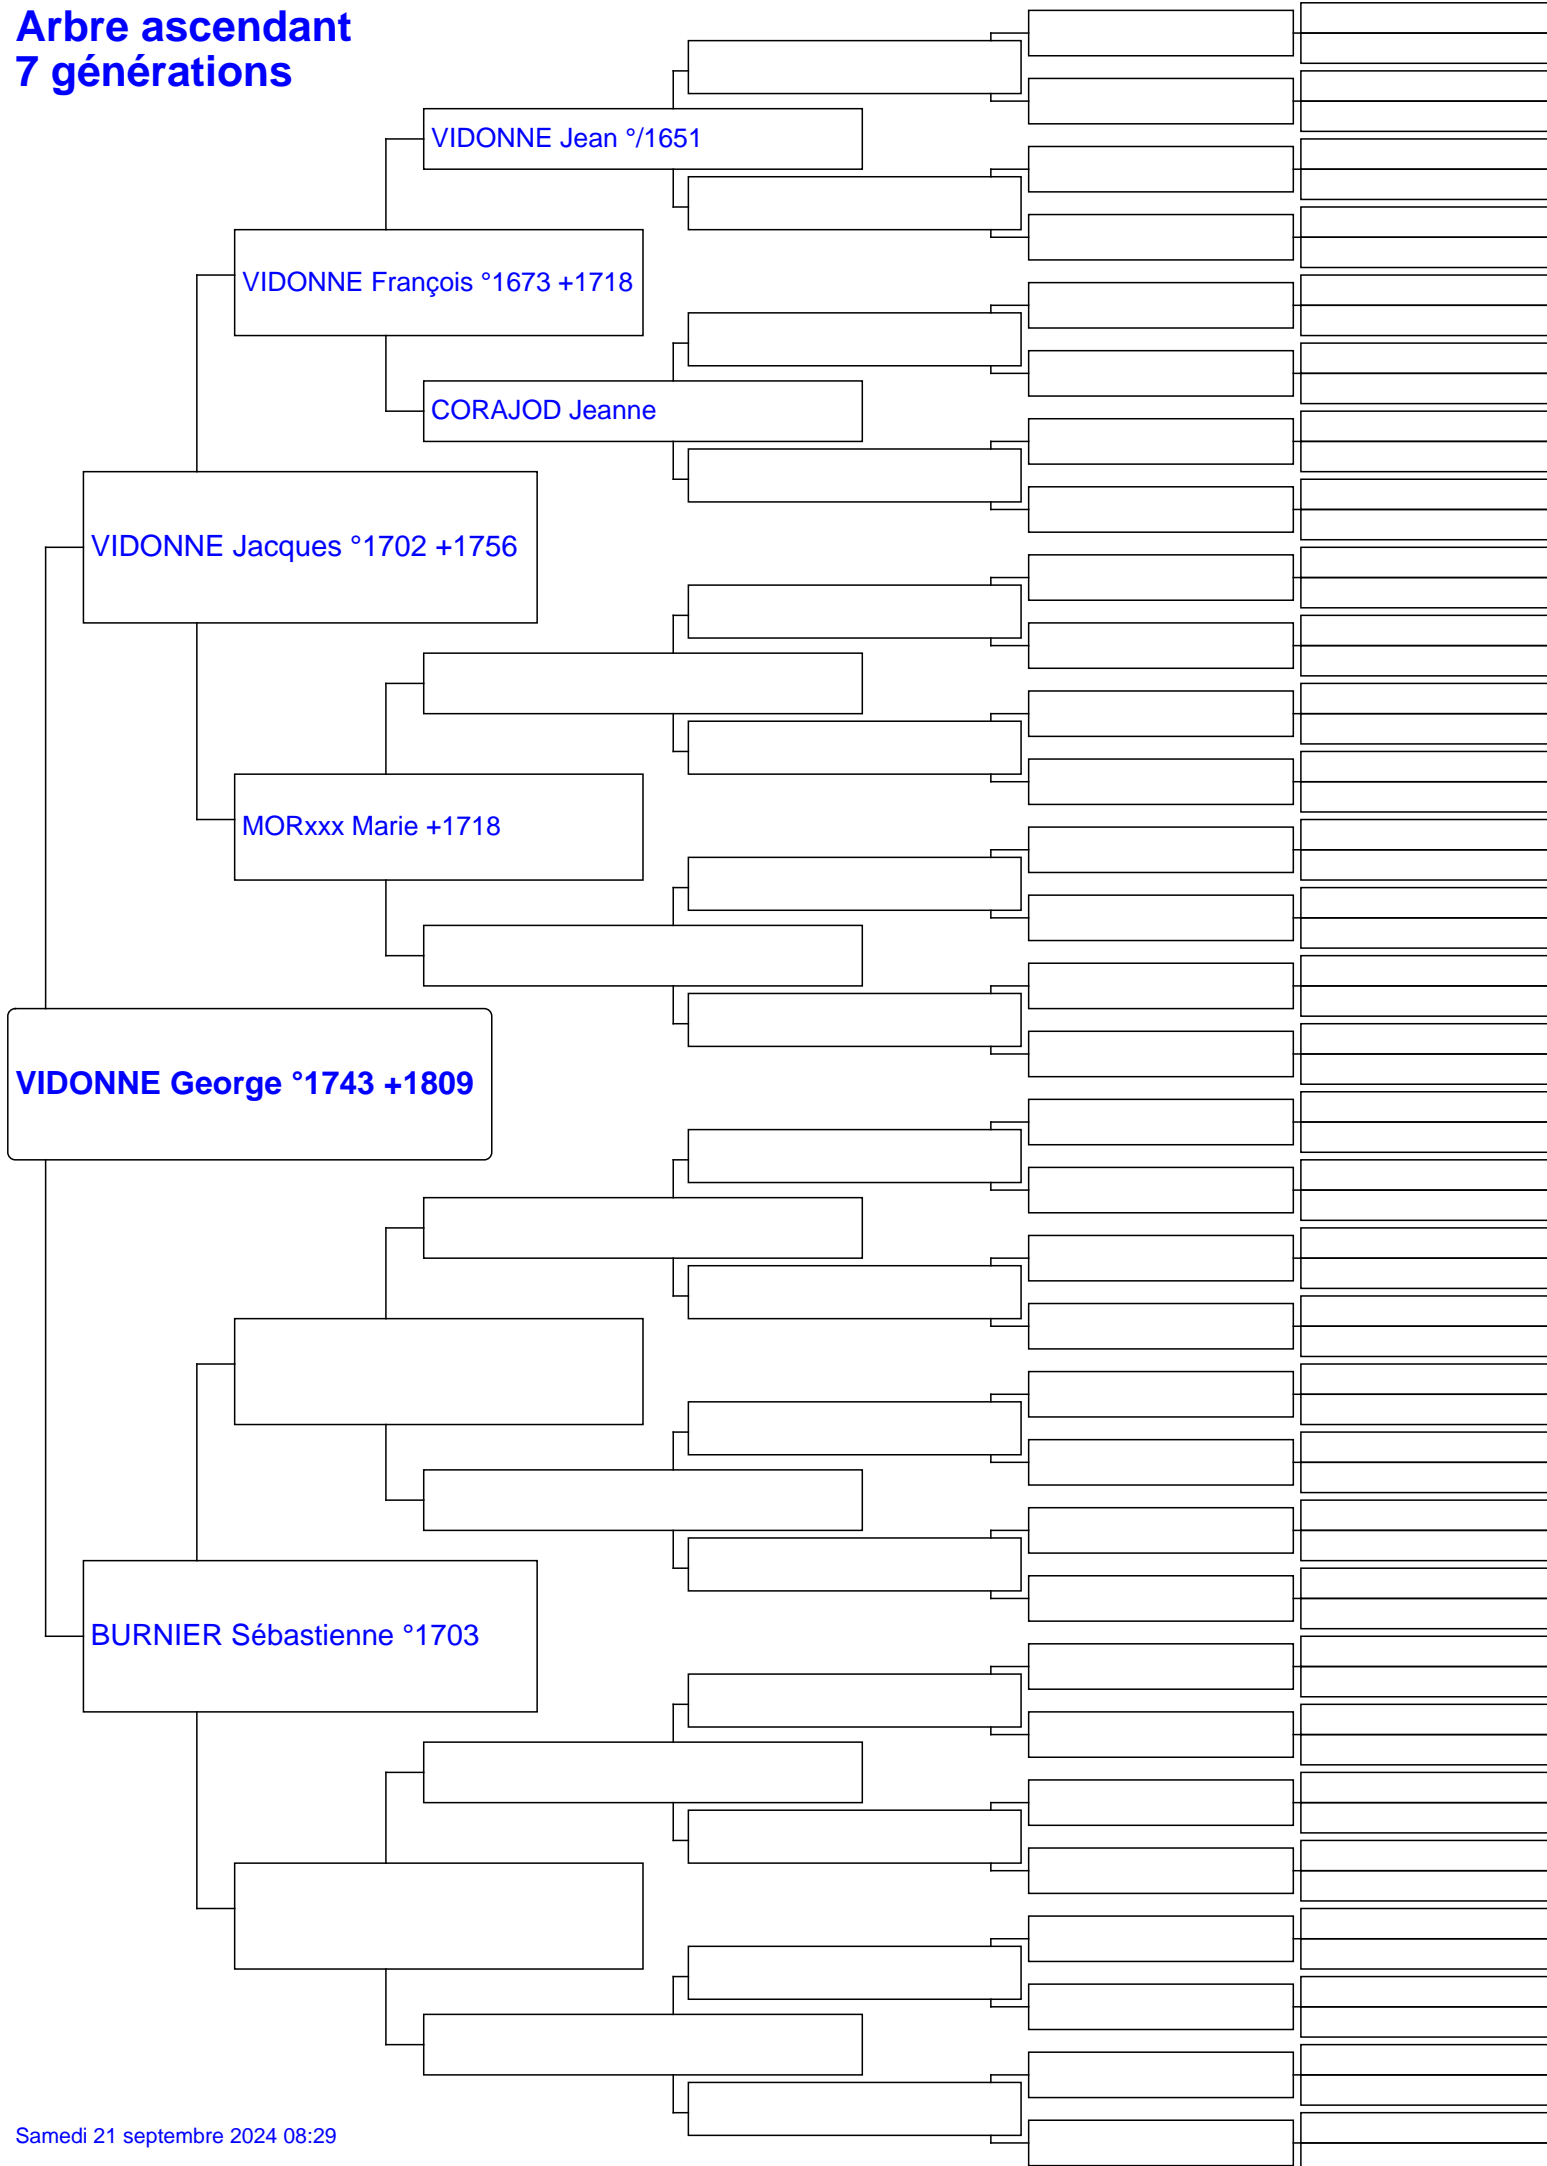 Arbre ascendant
7 générations
VIDONNE Jean °/1651
VIDONNE François °1673 +1718
CORAJOD Jeanne
VIDONNE Jacques °1702 +1756
MORxxx Marie +1718
VIDONNE George °1743 +1809
BURNIER Sébastienne °1703
Samedi 21 septembre 2024 08:29